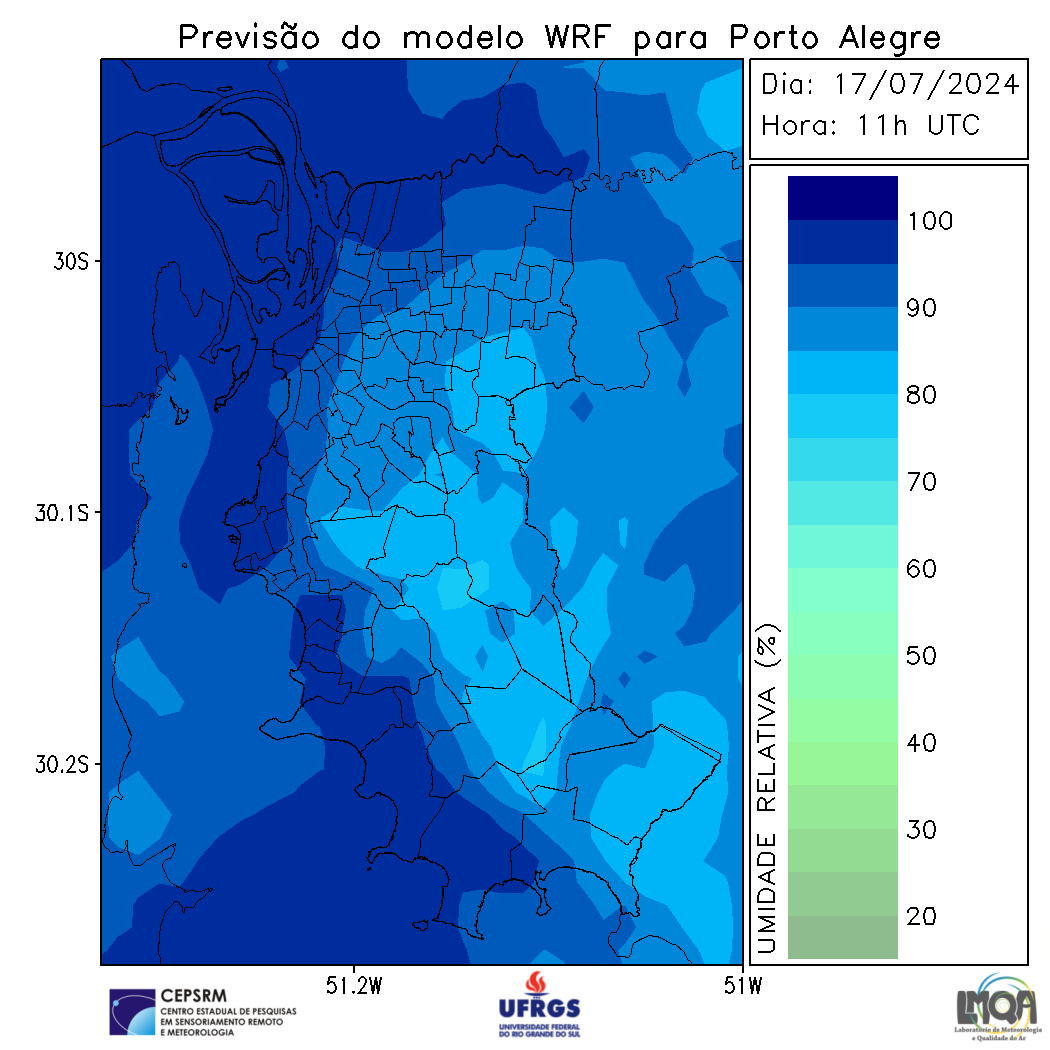 Previsão do modelo WRF para Porto Alegre
Dia: 17/07/2024
Hora: 11h UTC
30S
30.1S
30.2S
51.2W
51W
100
90
80
70
60
50
40
30
20
UMIDADE RELATIVA (%)
CEPSRM
CENTRO ESTADUAL DE PESQUISAS
EM SENSORIAMENTO REMOTO
E METEOROLOGIA
UFRGS
UNIVERSIDADE FEDERAL
DO RIO GRANDE DO SUL
LMQA
Laboratório de Meteorologia
e Qualidade do Ar